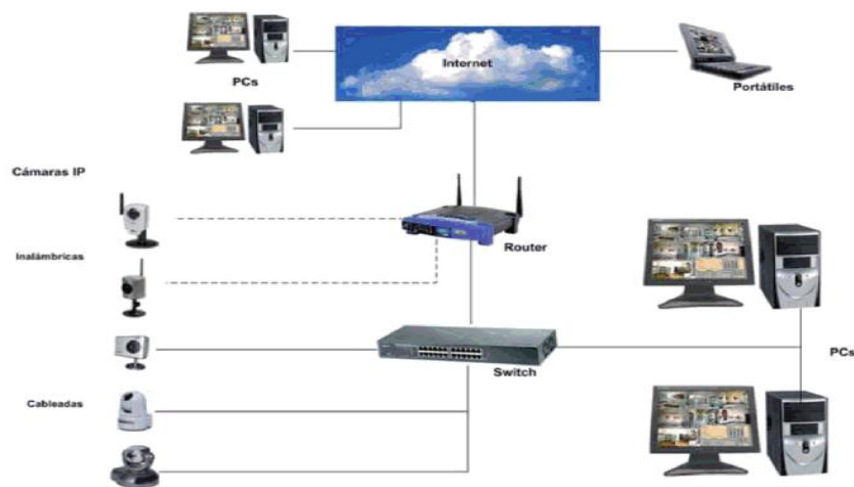 Internet
PCs
Portátiles
Cámaras IP
Router
Inalámbricas
PCs
Switch
Cableadas